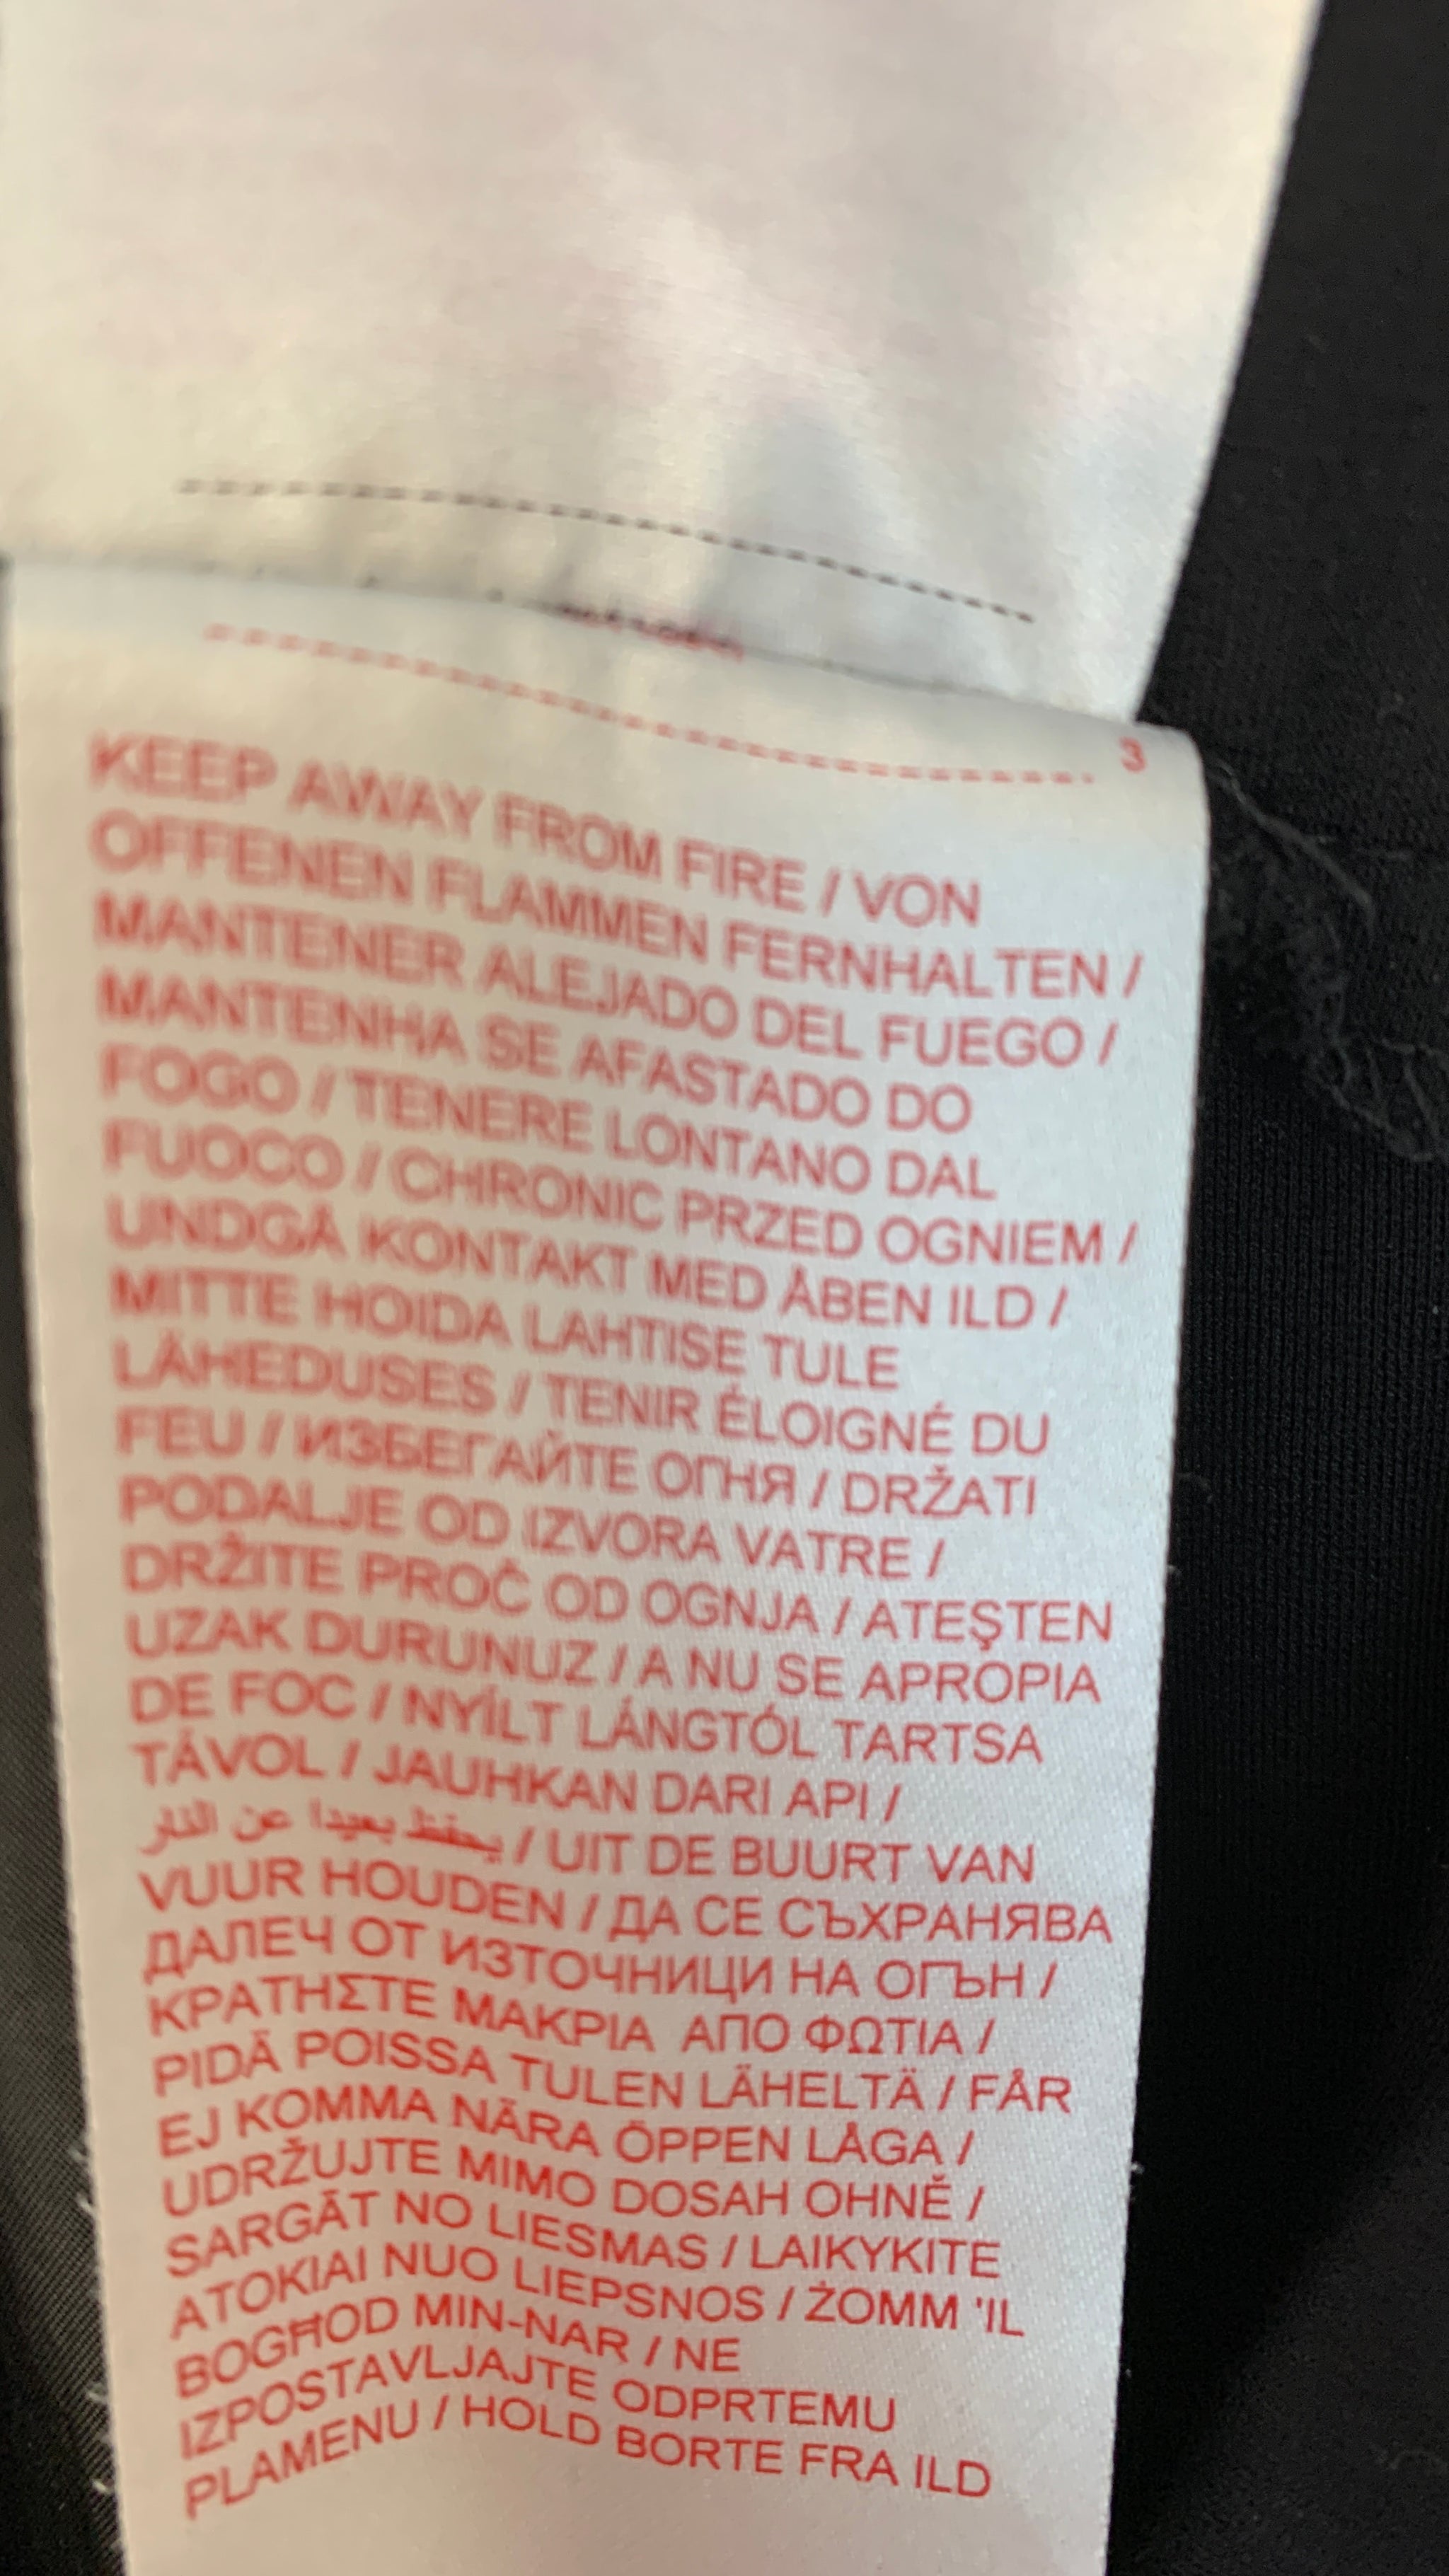 3
KEEP AWAY FROM FIRE / VON
OFFENEN FLAMMEN FERNHALTEN /
MANTENER ALEJADO DEL FUEGO /
MANTENHA SE AFASTADO DO
FOGO / TENERE LONTANO DAL
FUOCO / CHRONIC PRZED OGNIEM /
UNDGÅ KONTAKT MED ÅBEN ILD /
MITTE HOIDA LAHTISE TULE
LÄHEDUSES / TENIR ÉLOIGNÉ DU
FEU / ИЗБЕГАЙТЕ ОГНЯ / DRŽATI
PODALJE OD IZVORA VATRE /
DRŽITE PROČ OD OGNJA / ATEŞTEN
UZAK DURUNUZ / A NU SE APROPIA
DE FOC / NYÍLT LÁNGTÓL TARTSA
TÁVOL / JAUHKAN DARI API /
يحفظ بعيدا عن النار / UIT DE BUURT VAN
VUUR HOUDEN / ДА СЕ СЪХРАНЯВА
ДАЛЕЧ ОТ ИЗТОЧНИЦИ НА ОГЪН /
ΚΡΑΤΗΣΤΕ ΜΑΚΡΙΑ ΑΠΟ ΦΩΤΙΑ /
PIDÄ POISSA TULEN LÄHELTÄ / FÅR
EJ KOMMA NÄRA ÖPPEN LÅGA /
UDRŽUJTE MIMO DOSAH OHNĚ /
SARGĀT NO LIESMAS / LAIKYKITE
ATOKIAI NUO LIEPSNOS / ŻOMM 'IL
BOGĦOD MIN-NAR / NE
IZPOSTAVLJAJTE ODPRTEMU
PLAMENU / HOLD BORTE FRA ILD